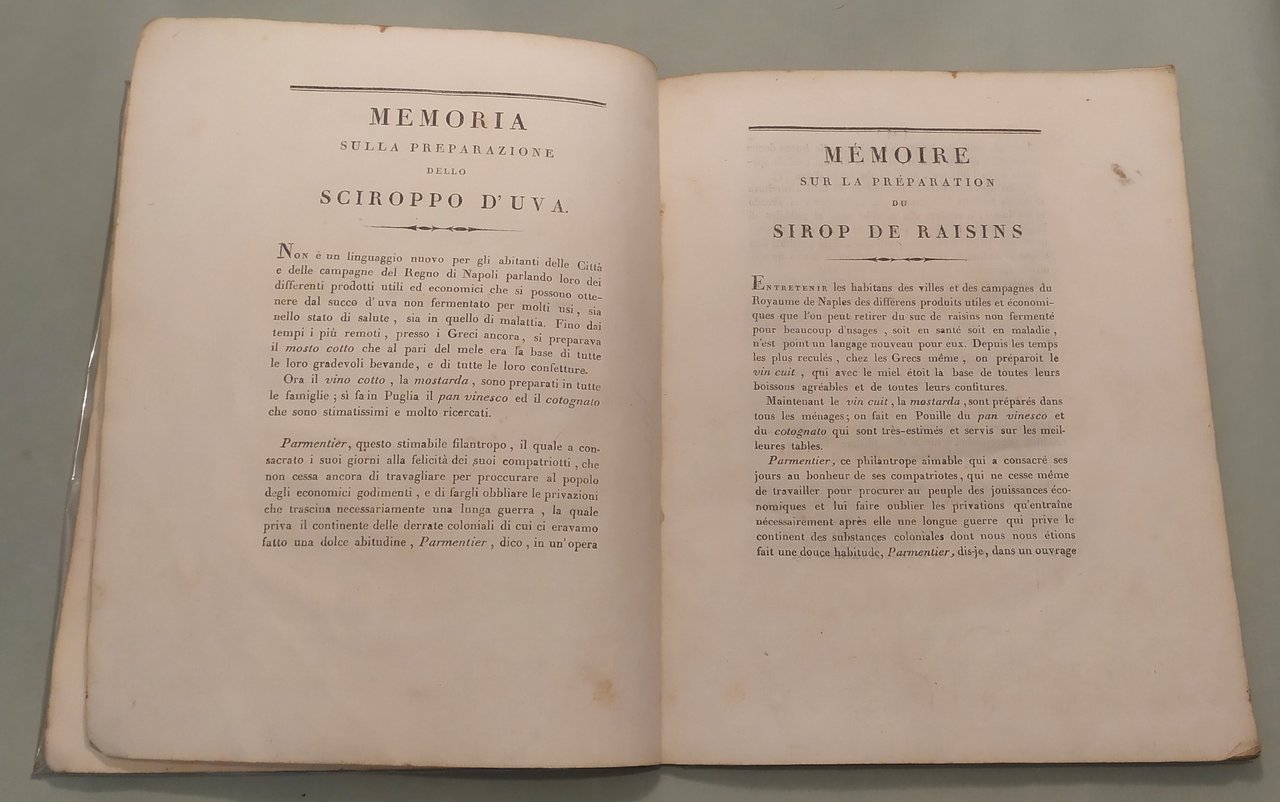 MEMORIA
SULLA PREPARAZIONE
DELLO
SCIROPPO D'UVA.
NON è un linguaggio nuovo per gli abitanti delle Città
e delle campagne del Regno di Napoli parlando loro dei
differenti prodotti utili ed economici che si possono otte-
nere dal succo d'uva non fermentato per molti usi, sia
nello stato di salute, sia in quello di malattia. Fino dai
tempi i più remoti, presso i Greci ancora, si preparava
il mosto cotto che al pari del mele era la base di tutte
le loro gradevoli bevande, e di tutte le loro confetture.
Ora il vino cotto, la mostarda, sono preparati in tutte
le famiglie; si fa in Puglia il pan vinesco ed il cotognato
che sono stimatissimi e molto ricercati.
Parmentier, questo stimabile filantropo, il quale a con-
sacrato i suoi giorni alla felicità dei suoi compatriotti, che
non cessa ancora di travagliare per proccurare al popolo
degli economici godimenti, e di fargli obbliare le privazioni
che trascina necessariamente una lunga guerra, la quale
priva il continente delle derrate coloniali di cui ci eravamo
fatto una dolce abitudine, Parmentier, dico, in un'opera
MÉMOIRE
SUR LA PRÉPARATION
DU
SIROP DE RAISINS
ENTRETENIR les habitans des villes et des campagnes du
Royaume de Naples des différens produits utiles et économi-
ques que l'on peut retirer du suc de raisins non fermenté
pour beaucoup d'usages, soit en santé soit en maladie,
n'est point un langage nouveau pour eux. Depuis les temps
les plus reculés, chez les Grecs même, on préparoit le
vin cuit, qui avec le miel étoit la base de toutes leurs
boissons agréables et de toutes leurs confitures.
Maintenant le vin cuit, la mostarda, sont préparés dans
tous les ménages; on fait en Pouille du pan vinesco et
du cotognato qui sont très-estimés et servis sur les meil-
leures tables.
Parmentier, ce philantrope aimable qui a consacré ses
jours au bonheur de ses compatriotes, qui ne cesse même
de travailler pour procurer au peuple des jouissances éco-
nomiques et lui faire oublier les privations qu'entraîne
nécessairement après elle une longue guerre qui prive le
continent des substances coloniales dont nous nous étions
fait une douce habitude, Parmentier, dis-je, dans un ouvrage